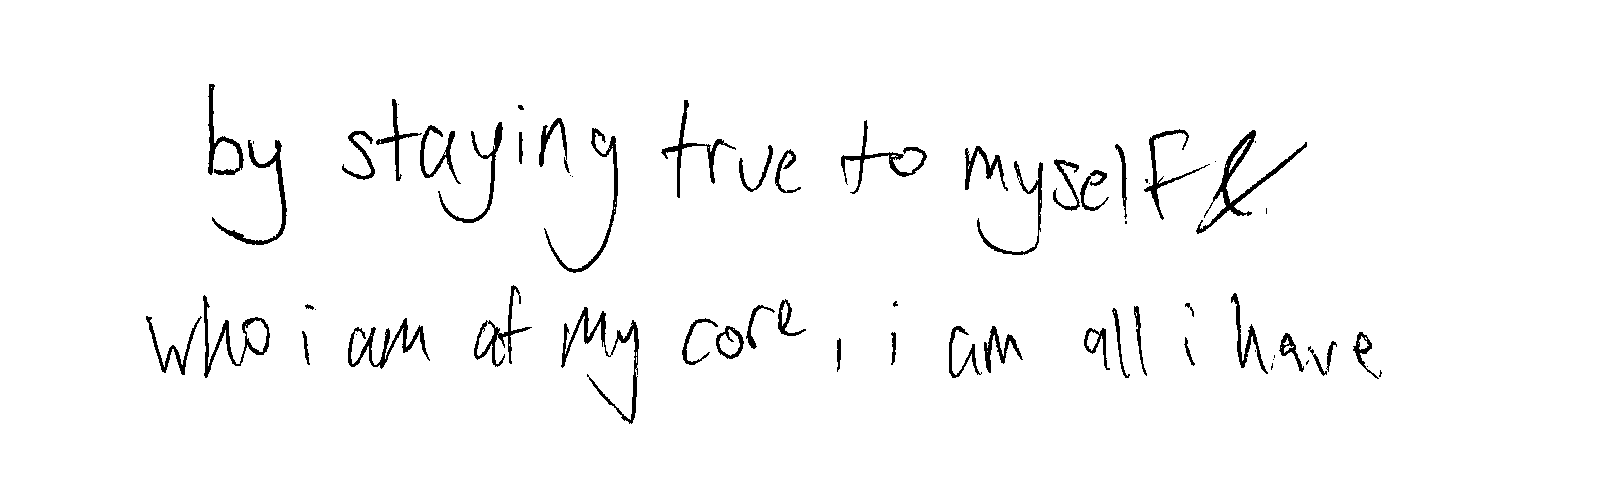 by staying true to myself &
who i am at my core, i am all i have